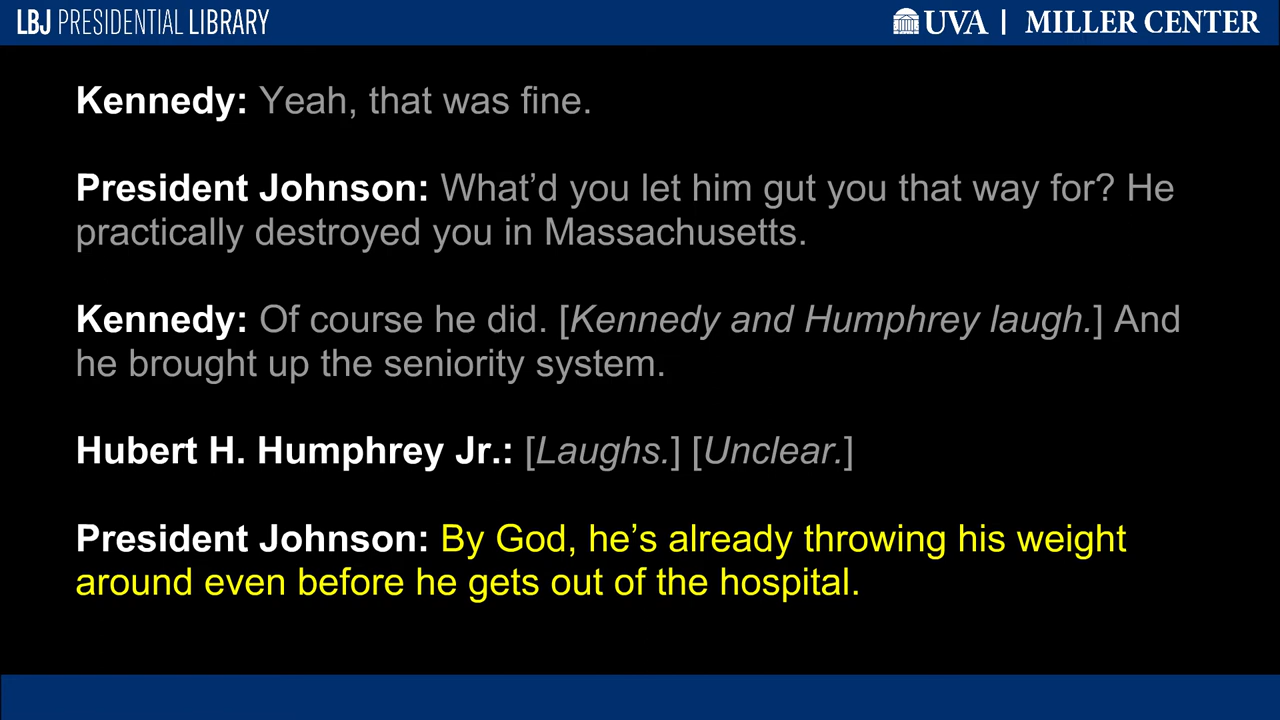 LBJ PRESIDENTIAL LIBRARY
UVA | MILLER CENTER
Kennedy: Yeah, that was fine.
President Johnson: What’d you let him gut you that way for? He
practically destroyed you in Massachusetts.
Kennedy: Of course he did. [Kennedy and Humphrey laugh.] And
he brought up the seniority system.
Hubert H. Humphrey Jr.: [Laughs.] [Unclear.]
President Johnson: By God, he’s already throwing his weight
around even before he gets out of the hospital.